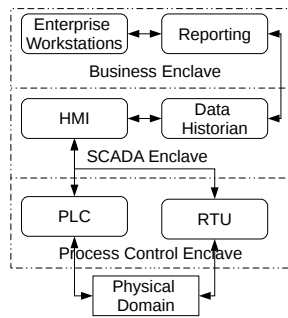 Enterprise
Workstations
Reporting
Business Enclave
HMI
Data
Historian
SCADA Enclave
PLC
RTU
Process Control Enclave
Physical
Domain